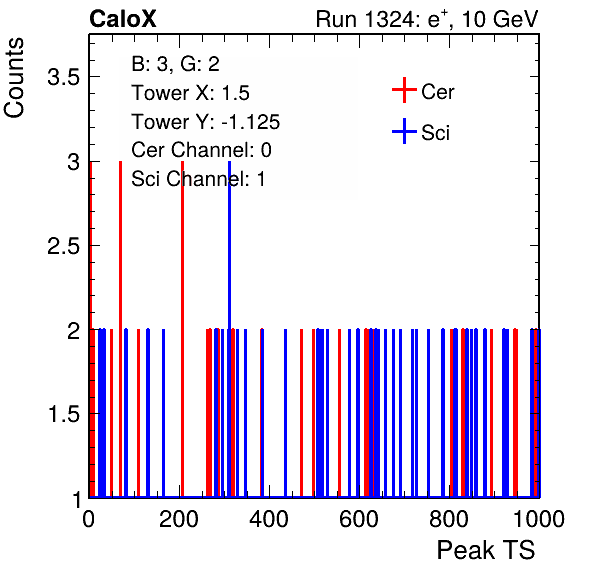 CaloX
Run 1324: e+, 10 GeV
Counts
B: 3, G: 2
Tower X: 1.5
Tower Y: -1.125
Cer Channel: 0
Sci Channel: 1
Cer
Sci
3.5
3
2.5
2
1.5
1
0 200 400 600 800 1000
Peak TS